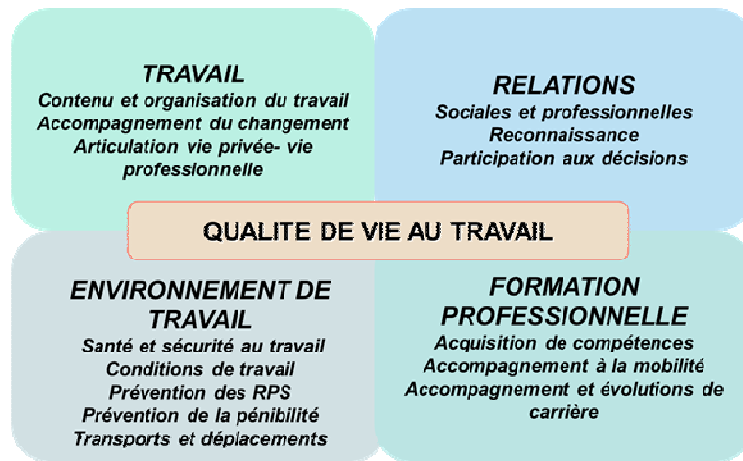 TRAVAIL
Contenu et organisation du travail
Accompagnement du changement
Articulation vie privée- vie
professionnelle
RELATIONS
Sociales et professionnelles
Reconnaissance
Participation aux décisions
QUALITE DE VIE AU TRAVAIL
ENVIRONNEMENT DE
TRAVAIL
Santé et sécurité au travail
Conditions de travail
Prévention des RPS
Prévention de la pénibilité
Transports et déplacements
FORMATION
PROFESSIONNELLE
Acquisition de compétences
Accompagnement à la mobilité
Accompagnement et évolutions de
carrière